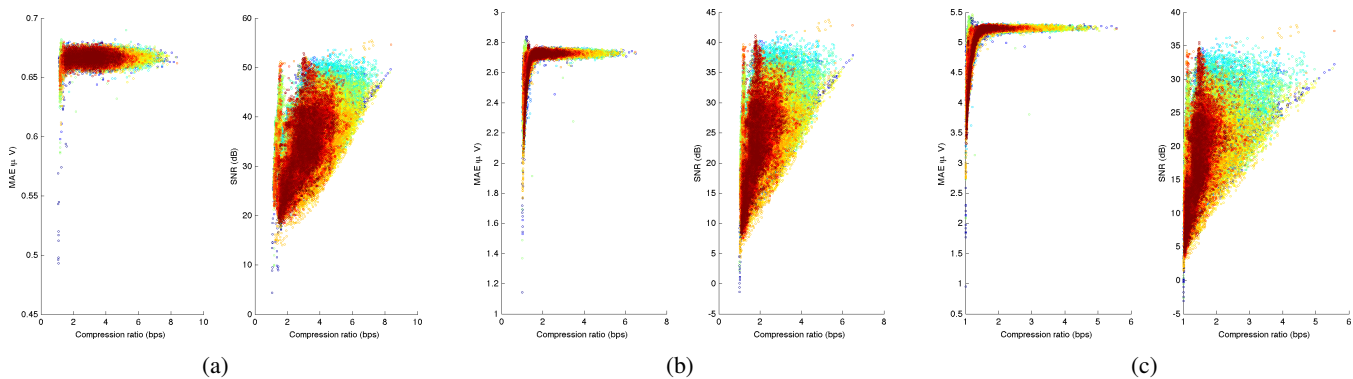 0.7
0.65
0.6
0.55
0.5
0.45
MAE (μ V)
0 2 4 6 8 10
Compression ratio (bps)
60
50
40
30
20
10
0
SNR (dB)
0 2 4 6 8 10
Compression ratio (bps)
(a)
3
2.8
2.6
2.4
2.2
2
1.8
1.6
1.4
1.2
1
MAE (μ V)
0 2 4 6 8
Compression ratio (bps)
45
40
35
30
25
20
15
10
5
0
-5
SNR (dB)
0 2 4 6 8
Compression ratio (bps)
(b)
5.5
5
4.5
4
3.5
3
2.5
2
1.5
1
0.5
MAE (μ V)
1 2 3 4 5 6
Compression ratio (bps)
40
35
30
25
20
15
10
5
0
-5
SNR (dB)
1 2 3 4 5 6
Compression ratio (bps)
(c)